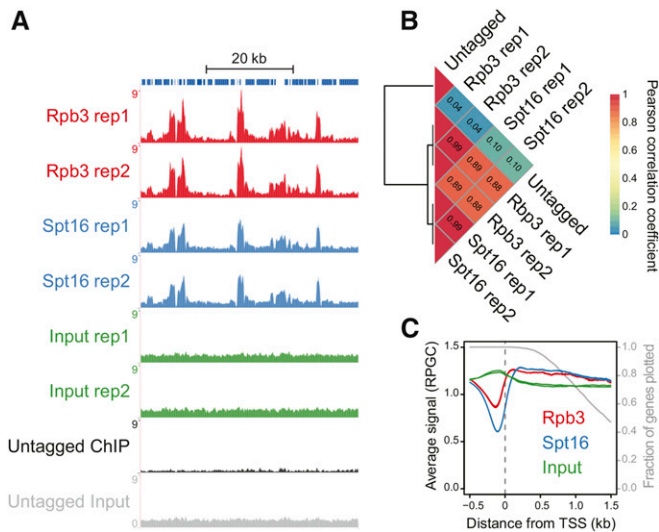 A
20 kb
9
Rpb3 rep1
9
Rpb3 rep2
9
Spt16 rep1
9
Spt16 rep2
9
Input rep1
9
Input rep2
9
Untagged ChIP
9
Untagged Input
0
B
Untagged
Rpb3 rep1
Rpb3 rep2
Spt16 rep1
Spt16 rep2
0.04
0.04
0.10
0.10
0.99
0.89
0.88
0.89
0.88
0.99
Untagged
Rbp3 rep1
Rpb3 rep2
Spt16 rep1
Spt16 rep2
1
0.8
0.6
0.4
0.2
0
Pearson correlation
coefficient
C
Average signal (RPGC)
1.5
1.0
0.5
0.0
Rpb3
Spt16
Input
1.0
0.8
0.6
0.4
0.2
0.0
Fraction of genes plotted
−0.5
0
0.5
1.0
1.5
Distance from TSS (kb)